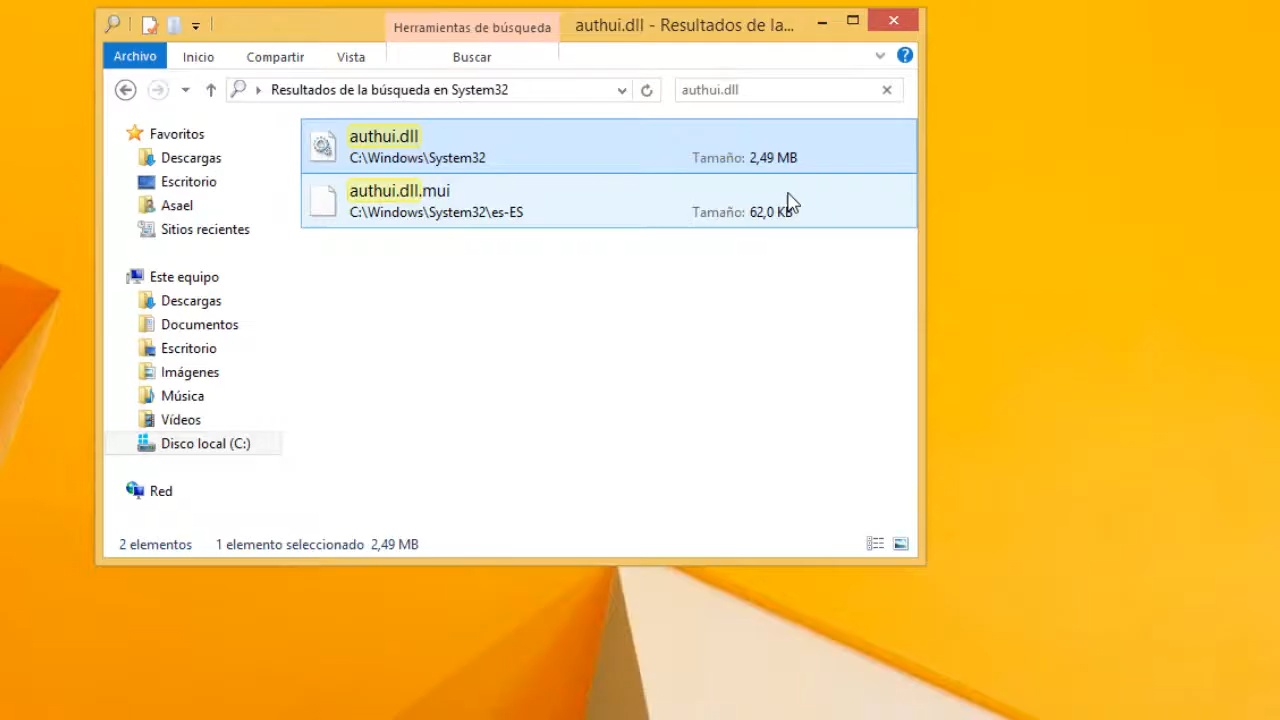 Herramientas de búsqueda
authui.dll - Resultados de la...
Archivo
Inicio
Compartir
Vista
Buscar
Resultados de la búsqueda en System32
authui.dll
Favoritos
Descargas
Escritorio
Asael
Sitios recientes
Este equipo
Descargas
Documentos
Escritorio
Imágenes
Música
Vídeos
Disco local (C:)
Red
authui.dll
C:\Windows\System32
Tamaño: 2,49 MB
authui.dll.mui
C:\Windows\System32\es-ES
Tamaño: 62,0 KB
2 elementos
1 elemento seleccionado 2,49 MB